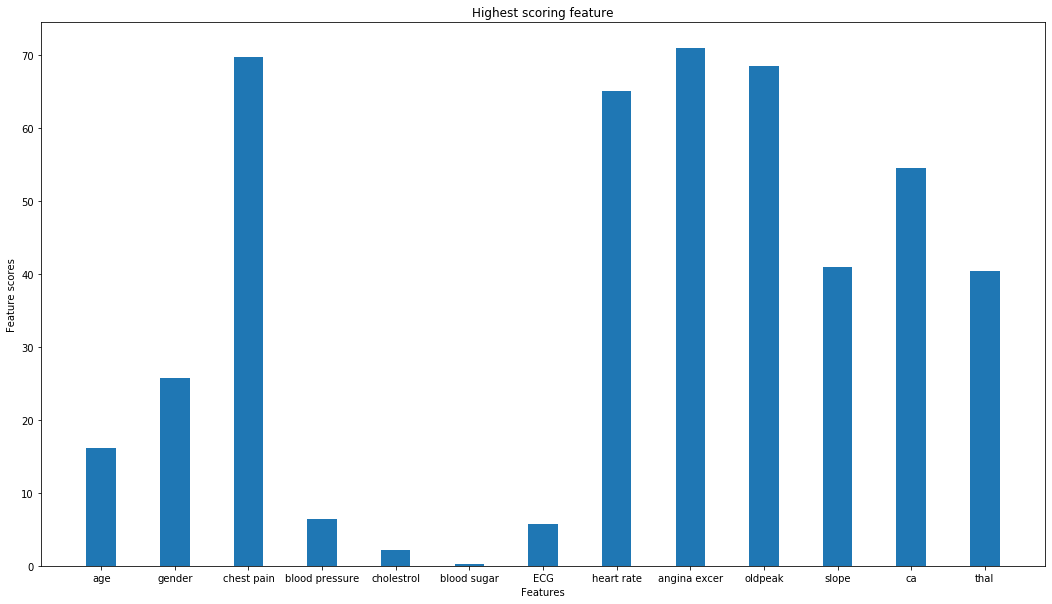 Highest scoring feature
70
60
50
40
30
20
10
0
Feature scores
age gender chest pain blood pressure cholestrol blood sugar ECG heart rate angina excer oldpeak slope ca thal
Features